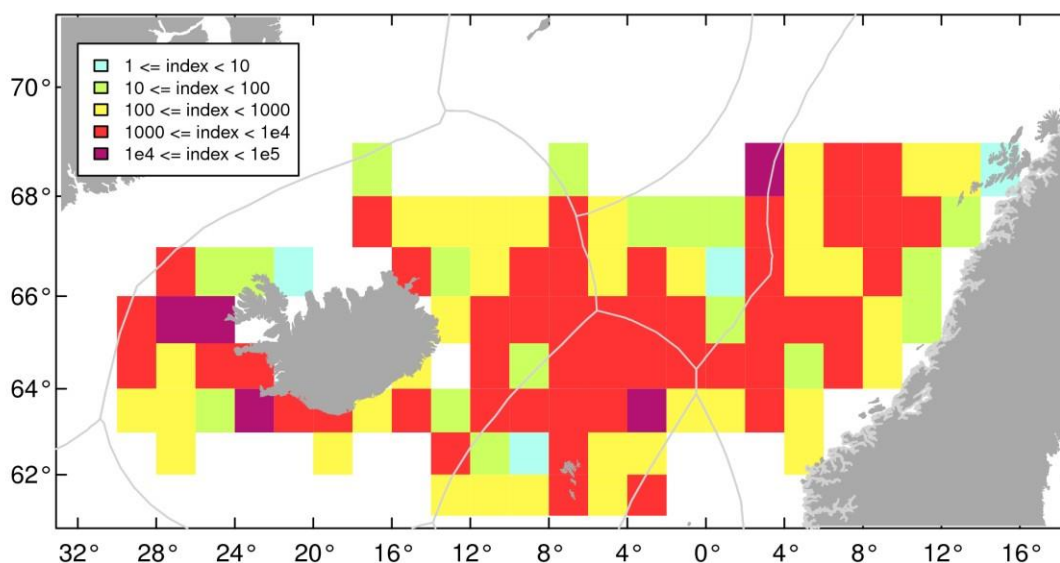 1 <= index < 10
10 <= index < 100
100 <= index < 1000
1000 <= index < 1e4
1e4 <= index < 1e5
70°
68°
66°
64°
62°
32° 28° 24° 20° 16° 12° 8° 4° 0° 4° 8° 12° 16°